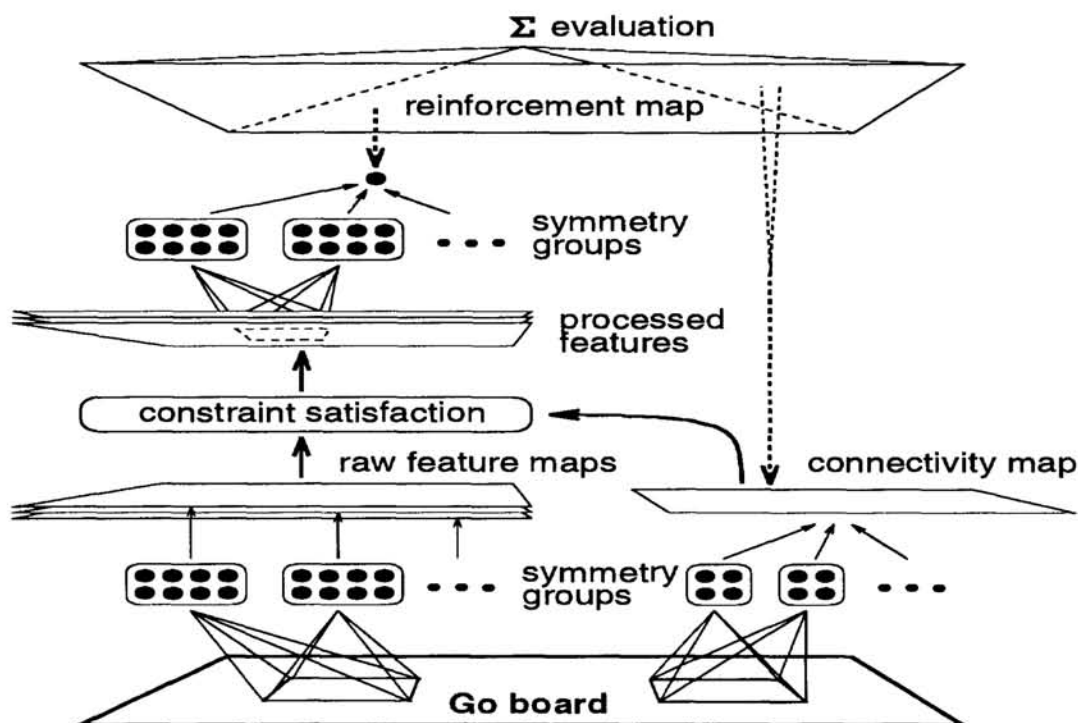 Σ evaluation
reinforcement map
symmetry
groups
processed
features
constraint satisfaction
raw feature maps
connectivity map
symmetry
groups
Go board